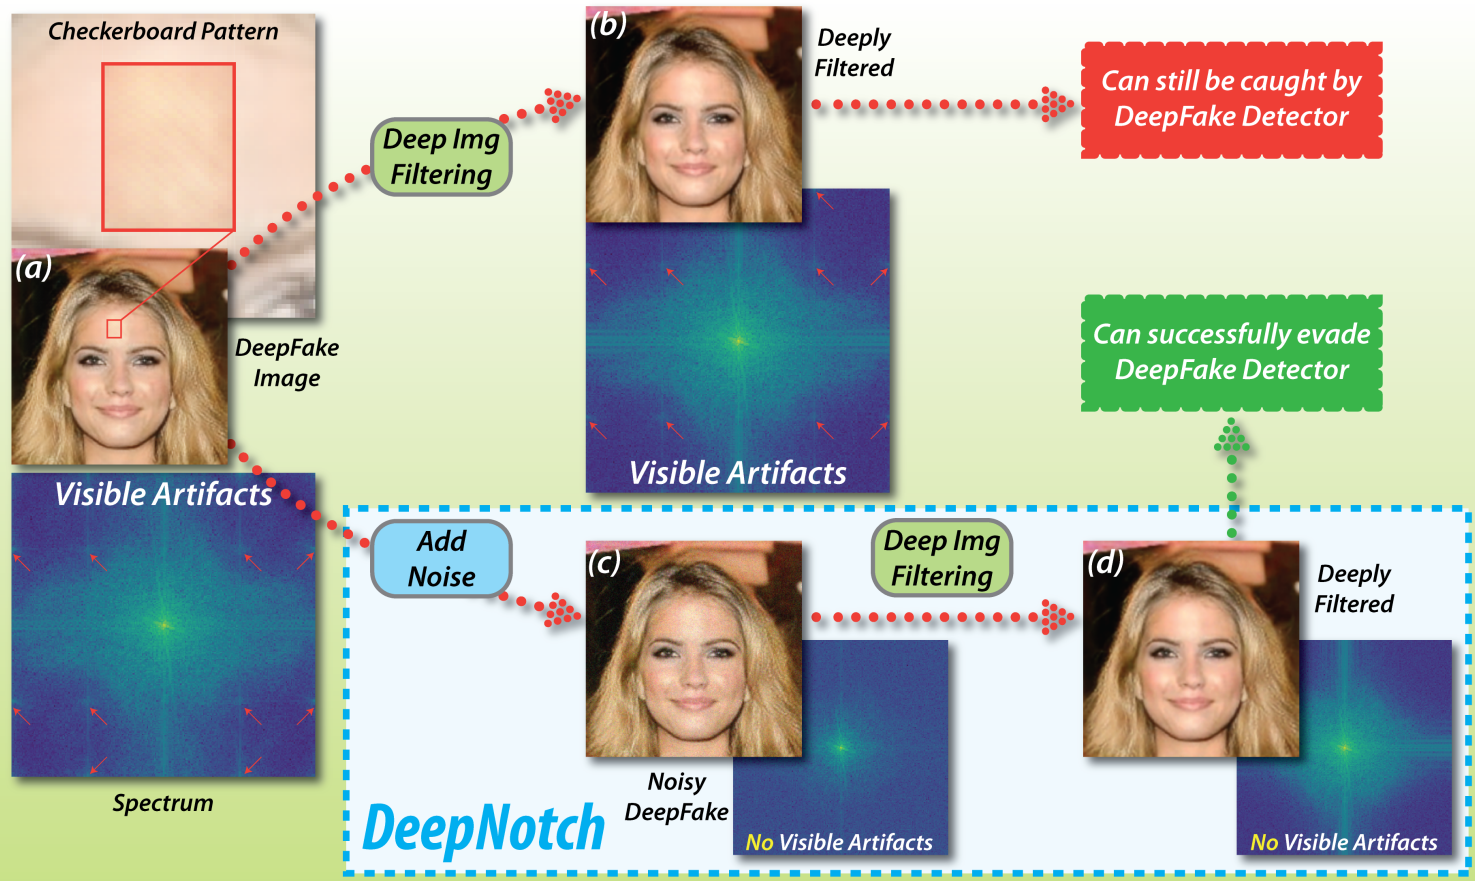 Checkerboard Pattern
(a)
DeepFake
Image
Visible Artifacts
Spectrum
Deep Img
Filtering
(b)
Deeply
Filtered
Visible Artifacts
Can still be caught by
DeepFake Detector
Can successfully evade
DeepFake Detector
Add
Noise
(c)
Noisy
DeepFake
No Visible Artifacts
Deep Img
Filtering
(d)
Deeply
Filtered
No Visible Artifacts
DeepNotch